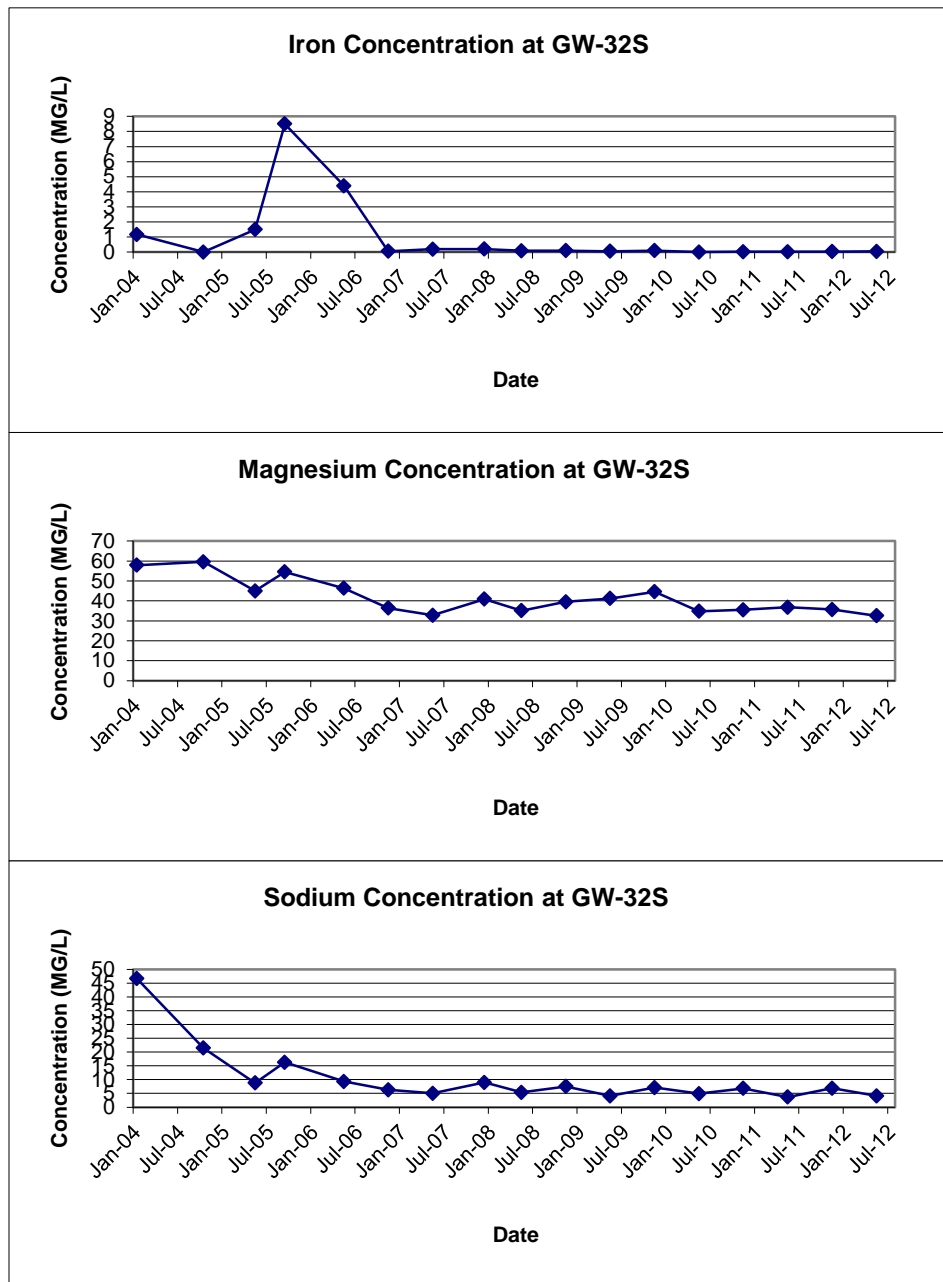 Iron Concentration at GW-32S
Concentration (MG/L)
9
8
7
6
5
4
3
2
1
0
Jan-04
Jul-04
Jan-05
Jul-05
Jan-06
Jul-06
Jan-07
Jul-07
Jan-08
Jul-08
Jan-09
Jul-09
Jan-10
Jul-10
Jan-11
Jul-11
Jan-12
Jul-12
Date
Magnesium Concentration at GW-32S
Concentration (MG/L)
70
60
50
40
30
20
10
0
Jan-04
Jul-04
Jan-05
Jul-05
Jan-06
Jul-06
Jan-07
Jul-07
Jan-08
Jul-08
Jan-09
Jul-09
Jan-10
Jul-10
Jan-11
Jul-11
Jan-12
Jul-12
Date
Sodium Concentration at GW-32S
Concentration (MG/L)
50
45
40
35
30
25
20
15
10
5
0
Jan-04
Jul-04
Jan-05
Jul-05
Jan-06
Jul-06
Jan-07
Jul-07
Jan-08
Jul-08
Jan-09
Jul-09
Jan-10
Jul-10
Jan-11
Jul-11
Jan-12
Jul-12
Date